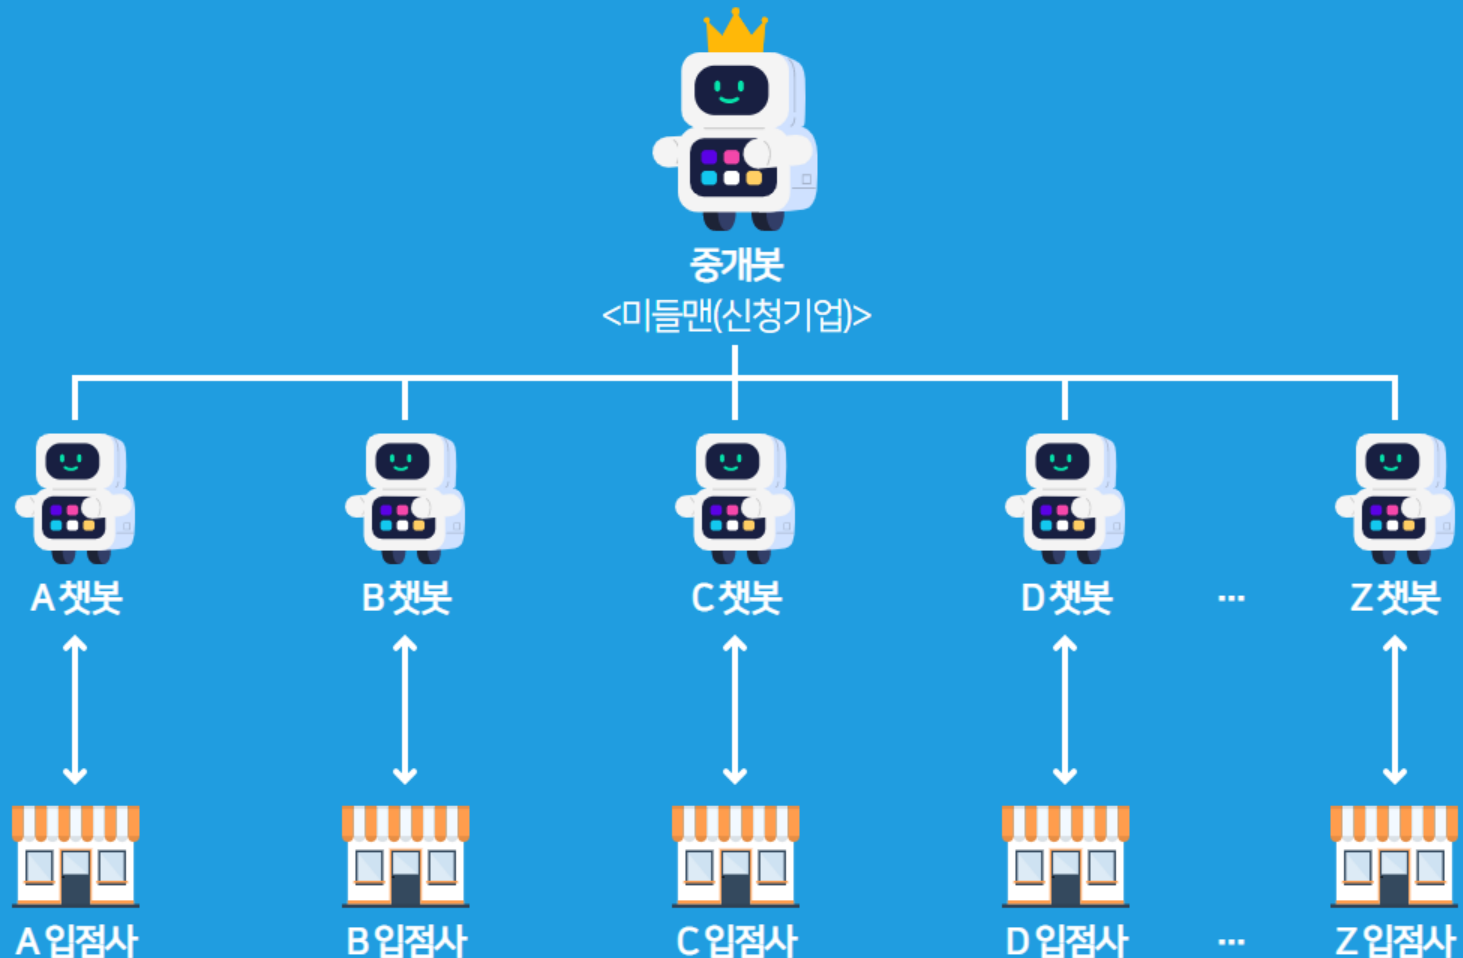 중개봇
<미들맨(신청기업)>
A 챗봇
B 챗봇
C 챗봇
D 챗봇
...
Z 챗봇
A 입점사
B 입점사
C 입점사
D 입점사
...
Z 입점사